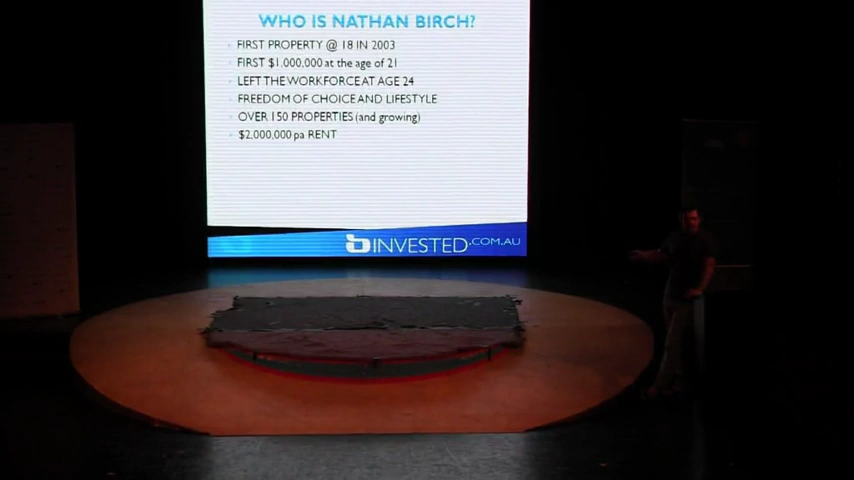 WHO IS NATHAN BIRCH?
FIRST PROPERTY @ 18 IN 2003
FIRST $1,000,000 at the age of 21
LEFT THE WORKFORCE AT AGE 24
FREEDOM OF CHOICE AND LIFESTYLE
OVER 150 PROPERTIES (and growing)
$2,000,000 pa RENT
BINVESTED.COM.AU